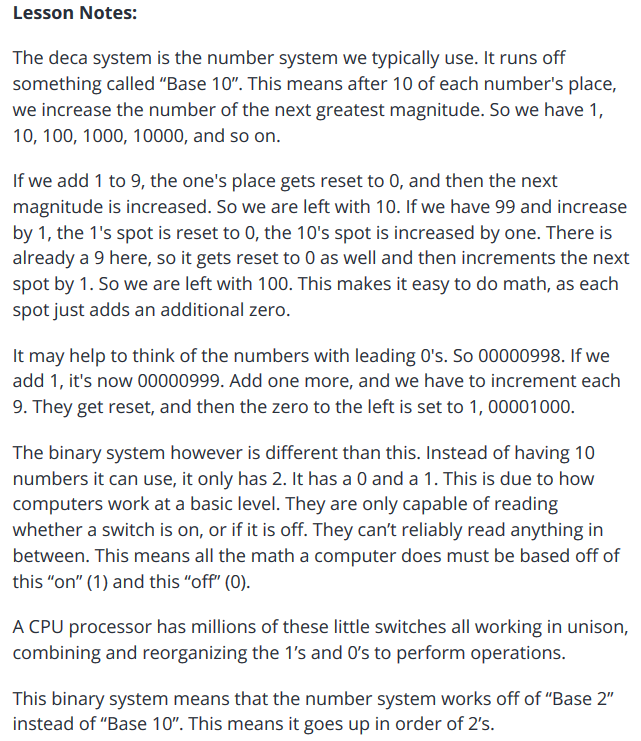 Lesson Notes:
The deca system is the number system we typically use. It runs off
something called “Base 10”. This means after 10 of each number's place,
we increase the number of the next greatest magnitude. So we have 1,
10, 100, 1000, 10000, and so on.
If we add 1 to 9, the one's place gets reset to 0, and then the next
magnitude is increased. So we are left with 10. If we have 99 and increase
by 1, the 1's spot is reset to 0, the 10's spot is increased by one. There is
already a 9 here, so it gets reset to 0 as well and then increments the next
spot by 1. So we are left with 100. This makes it easy to do math, as each
spot just adds an additional zero.
It may help to think of the numbers with leading 0's. So 00000998. If we
add 1, it's now 00000999. Add one more, and we have to increment each
9. They get reset, and then the zero to the left is set to 1, 00001000.
The binary system however is different than this. Instead of having 10
numbers it can use, it only has 2. It has a 0 and a 1. This is due to how
computers work at a basic level. They are only capable of reading
whether a switch is on, or if it is off. They can’t reliably read anything in
between. This means all the math a computer does must be based off of
this “on” (1) and this “off” (0).
A CPU processor has millions of these little switches all working in unison,
combining and reorganizing the 1’s and 0’s to perform operations.
This binary system means that the number system works off of “Base 2”
instead of “Base 10”. This means it goes up in order of 2’s.